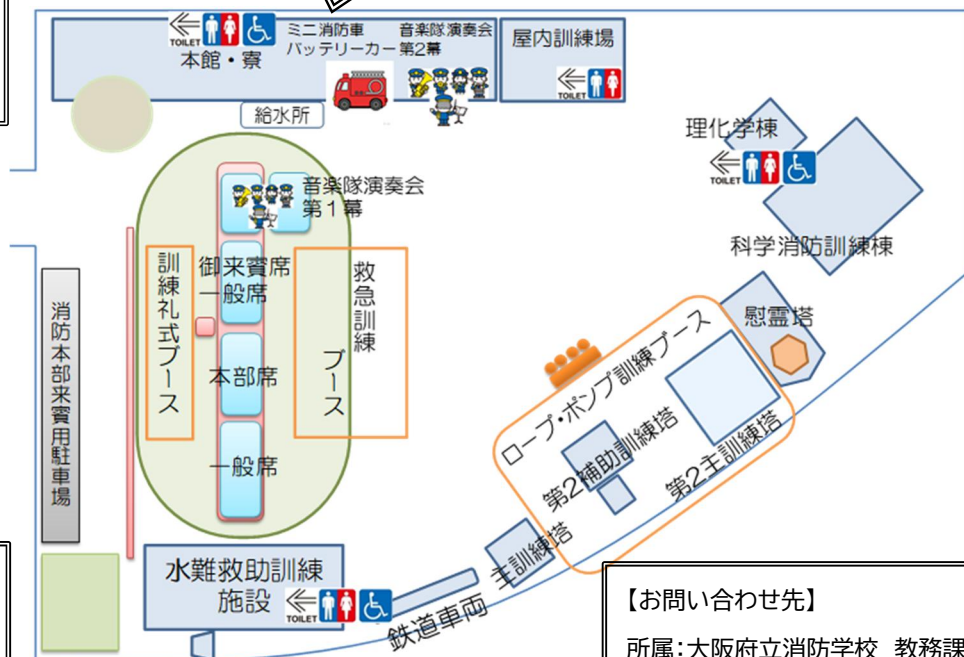 TOILET
本館・寮
ミニ消防車
バッテリーカー
音楽隊演奏会
第2幕
屋内訓練場
TOILET
給水所
理化学棟
TOILET
科学消防訓練棟
音楽隊演奏会
第1幕
御来賓席
一般席
訓練礼式ブース
救急訓練
ブース
本部席
一般席
消防本部来賓用駐車場
慰霊塔
ロープ・ポンプ訓練ブース
第2補助訓練塔
第2主訓練塔
主訓練塔
鉄道車両
水難救助訓練
施設
TOILET
【お問い合わせ先】
所属：大阪府立消防学校 教務課